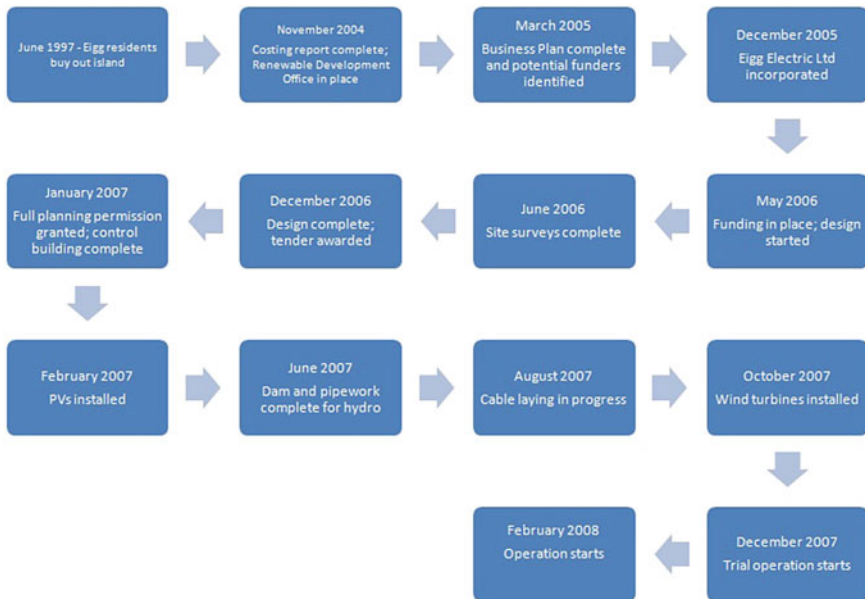 June 1997 - Eigg residents
buy out island
November 2004
Costing report complete;
Renewable Development
Office in place
March 2005
Business Plan complete
and potential funders
identified
December 2005
Eigg Electric Ltd
incorporated
May 2006
Funding in place; design
started
June 2006
Site surveys complete
December 2006
Design complete;
tender awarded
January 2007
Full planning permission
granted; control
building complete
February 2007
PVs installed
June 2007
Dam and pipework
complete for hydro
August 2007
Cable laying in progress
October 2007
Wind turbines installed
December 2007
Trial operation starts
February 2008
Operation starts